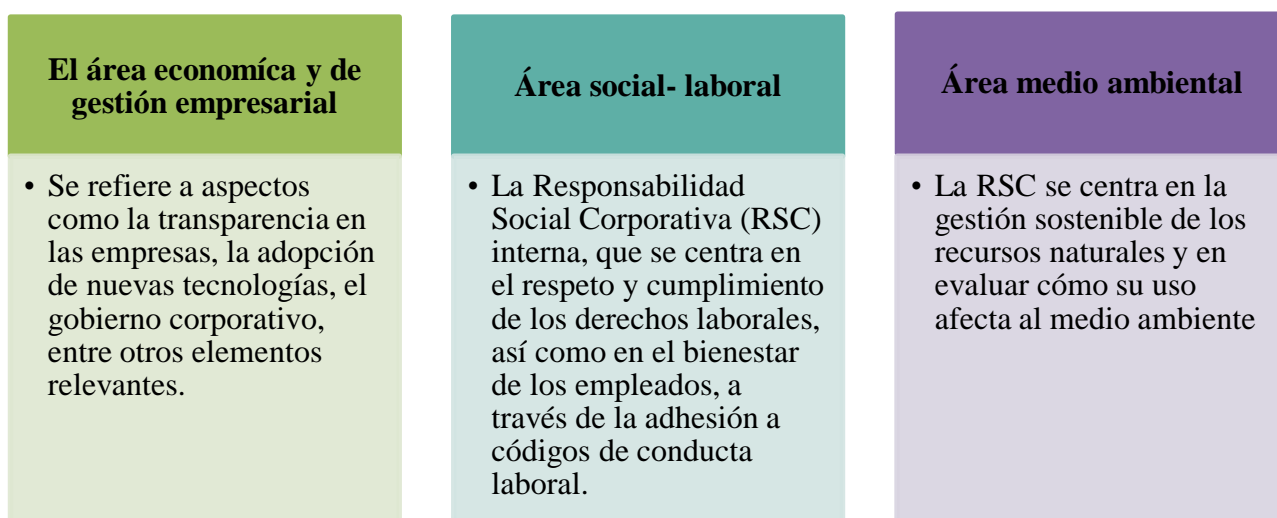 El área economíca y de
gestión empresarial
• Se refiere a aspectos
como la transparencia en
las empresas, la adopción
de nuevas tecnologías, el
gobierno corporativo,
entre otros elementos
relevantes.
Área social- laboral
• La Responsabilidad
Social Corporativa (RSC)
interna, que se centra en
el respeto y cumplimiento
de los derechos laborales,
así como en el bienestar
de los empleados, a
través de la adhesión a
códigos de conducta
laboral.
Área medio ambiental
• La RSC se centra en la
gestión sostenible de los
recursos naturales y en
evaluar cómo su uso
afecta al medio ambiente